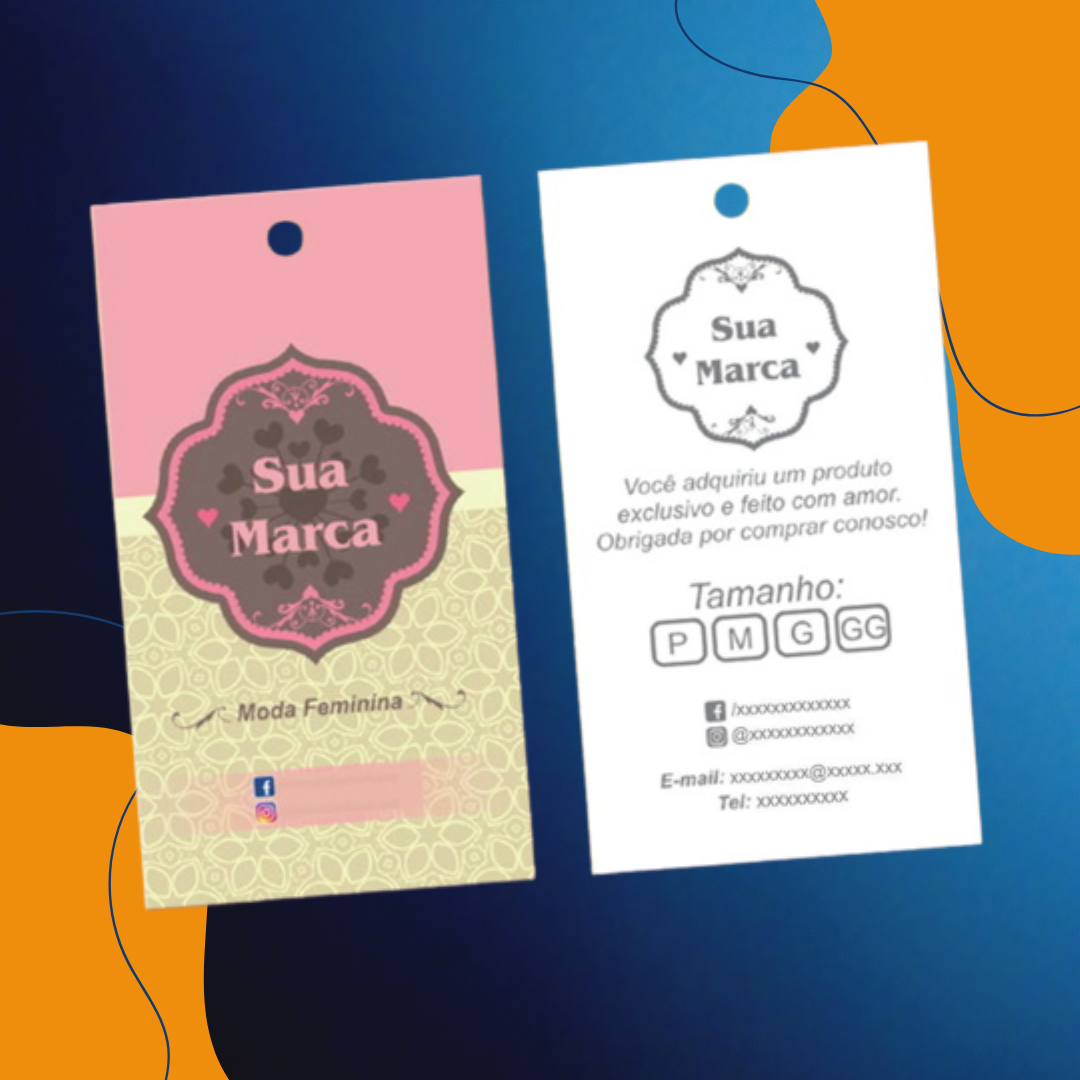 Sua
Marca
Moda Feminina
Sua
Marca
Você adquiriu um produto
exclusivo e feito com amor.
Obrigada por comprar conosco!
Tamanho:
P M G GG
/xxxxxxxxxxxxx
@xxxxxxxxxxxx
E-mail: xxxxxxxxx@xxxxx.xxx
Tel: xxxxxxxxxx